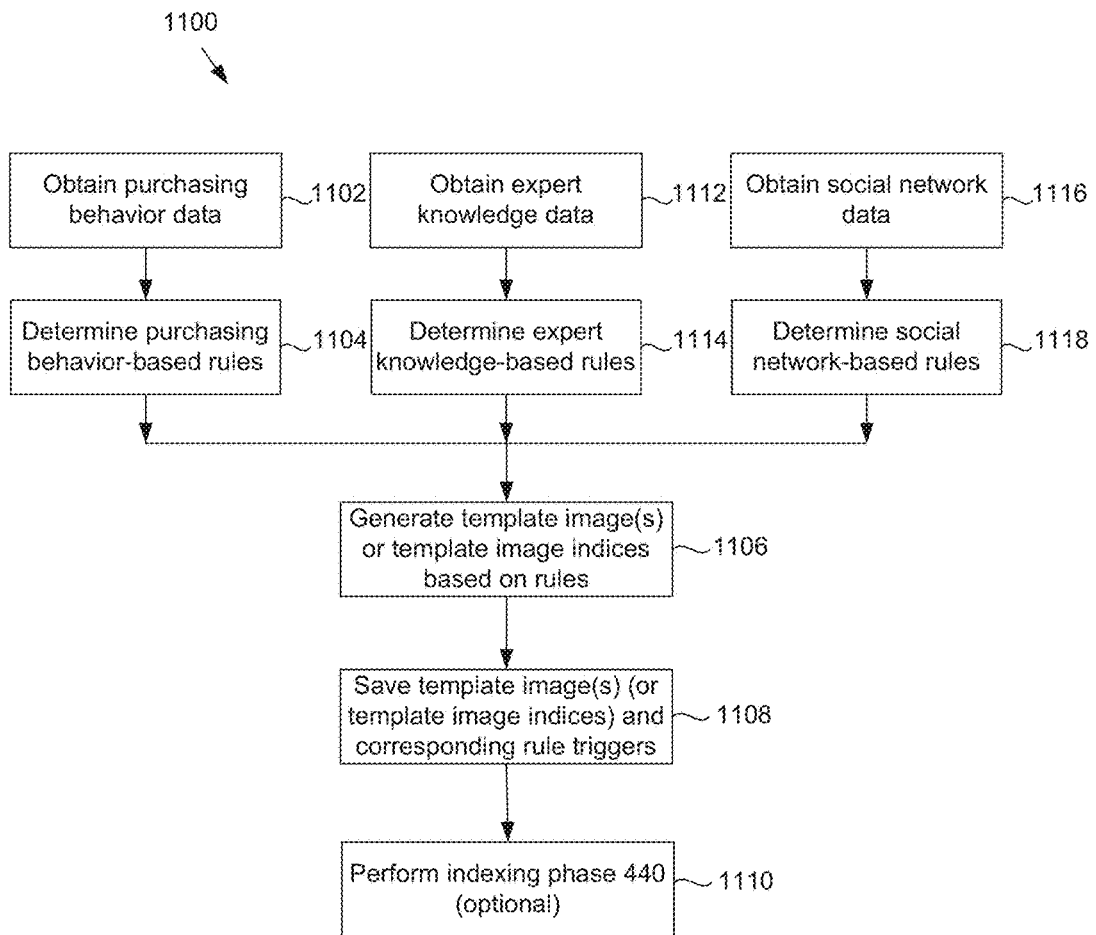 1100
Obtain purchasing
behavior data
1102
Obtain expert
knowledge data
1112
Obtain social network
data
1116
Determine purchasing
behavior-based rules
1104
Determine expert
knowledge-based rules
1114
Determine social
network-based rules
1118
Generate template image(s)
or template image indices
based on rules
1106
Save template image(s) (or
template image indices) and
corresponding rule triggers
1108
Perform indexing phase 440
(optional)
1110